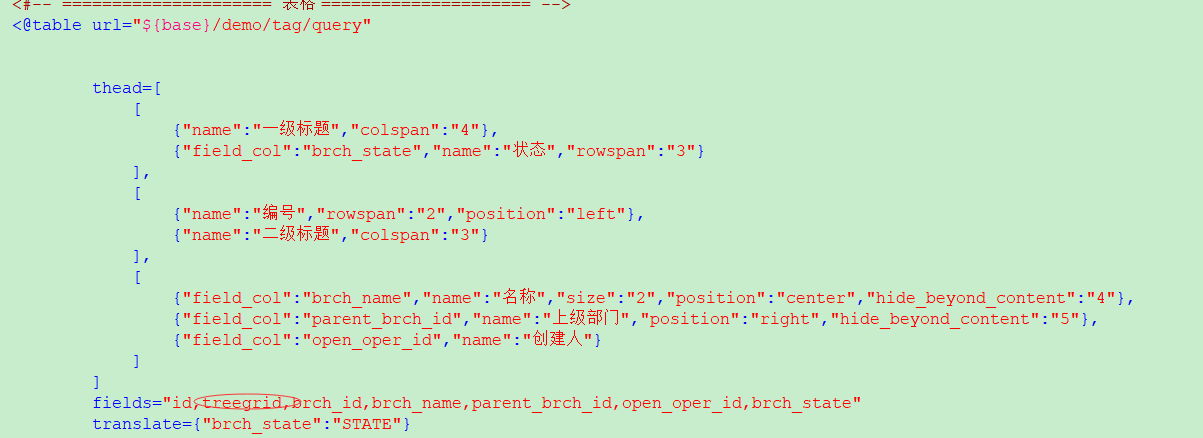 <#-- ===================== 表格 ===================== -->
<@table url="${base}/demo/tag/query"
thead=[
[
{"name":"一级标题","colspan":"4"},
{"field_col":"brch_state","name":"状态","rowspan":"3"}
],
[
{"name":"编号","rowspan":"2","position":"left"},
{"name":"二级标题","colspan":"3"}
],
[
{"field_col":"brch_name","name":"名称","size":"2","position":"center","hide_beyond_content":"4"},
{"field_col":"parent_brch_id","name":"上级部门","position":"right","hide_beyond_content":"5"},
{"field_col":"open_oper_id","name":"创建人"}
]
]
fields="id,treegrid,brch_id,brch_name,parent_brch_id,open_oper_id,brch_state"
translate={"brch_state":"STATE"}